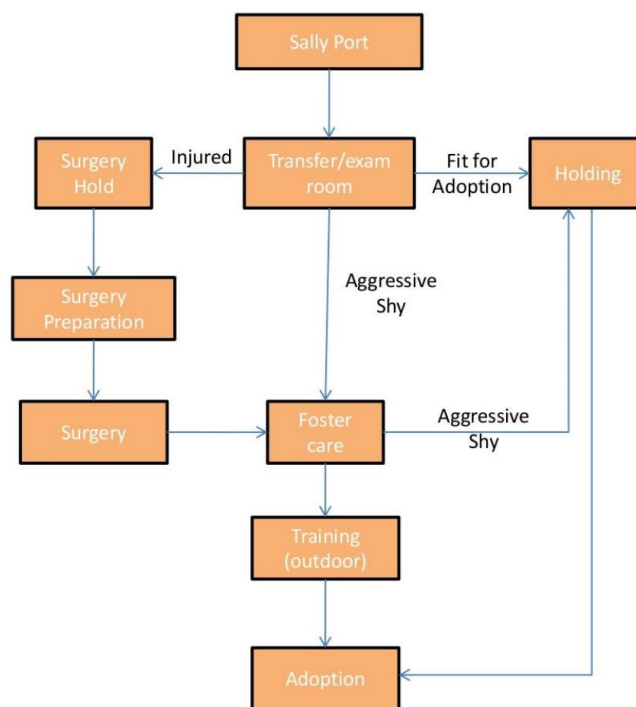 Sally Port
Surgery
Hold
Injured
Transfer/exam
room
Fit for
Adoption
Holding
Surgery
Preparation
Aggressive
Shy
Surgery
Foster
care
Aggressive
Shy
Training
(outdoor)
Adoption